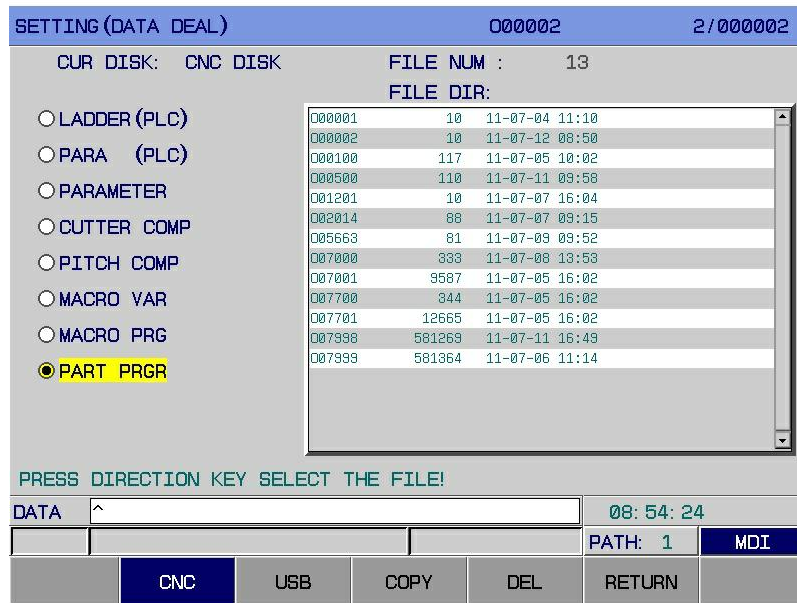 SETTING(DATA DEAL) O00002 2/000002
CUR DISK: CNC DISK FILE NUM : 13
FILE DIR:
LADDER(PLC)
PARA (PLC)
PARAMETER
CUTTER COMP
PITCH COMP
MACRO VAR
MACRO PRG
PART PRGR
O00001 10 11-07-04 11:10
O00002 10 11-07-12 08:50
O00100 117 11-07-05 10:02
O00500 110 11-07-11 09:58
O01201 10 11-07-07 16:04
O02014 88 11-07-07 09:15
O05663 81 11-07-09 09:52
O07000 333 11-07-08 13:53
O07001 9587 11-07-05 16:02
O07700 344 11-07-05 16:02
O07701 12665 11-07-05 16:02
O07998 581269 11-07-11 16:49
O07999 581364 11-07-06 11:14
PRESS DIRECTION KEY SELECT THE FILE!
DATA ^ 08:54:24
PATH: 1 MDI
CNC USB COPY DEL RETURN